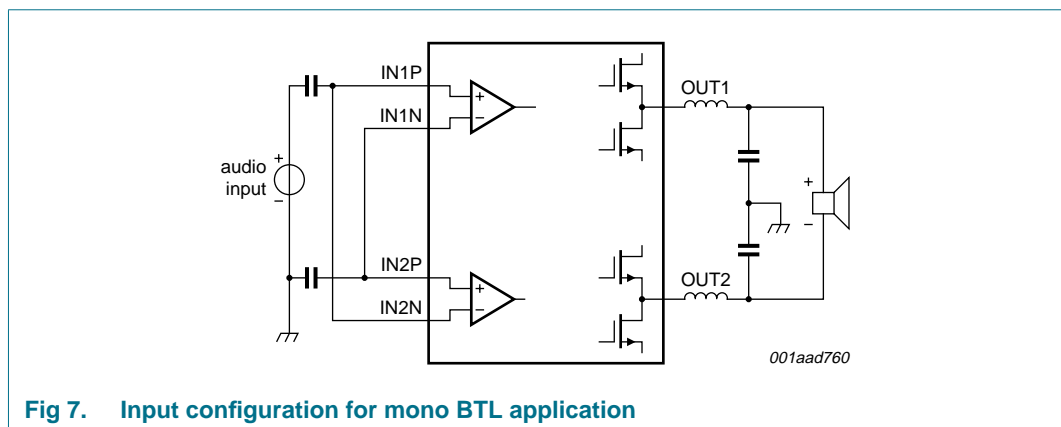 IN1P
IN1N
audio
input
+
−
+
−
OUT1
+
−
IN2P
IN2N
+
−
OUT2
001aad760
Fig 7. Input configuration for mono BTL application